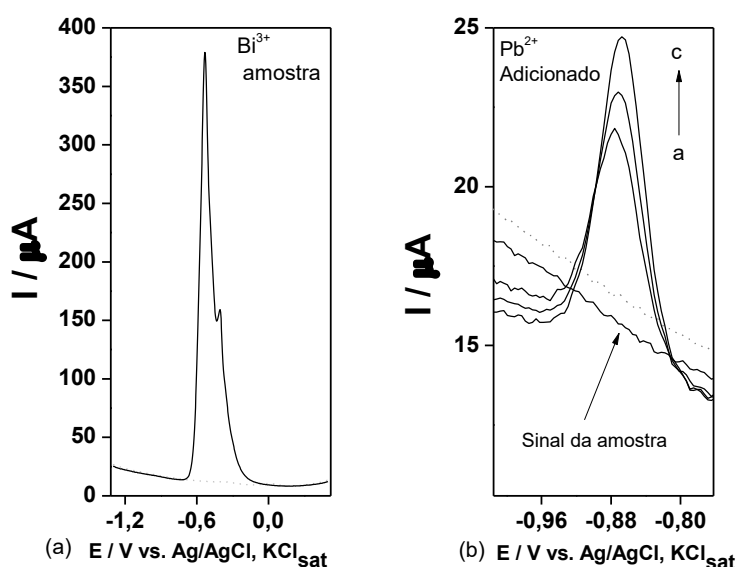 400
350
300
250
200
150
100
50
0
I / µA
Bi3+
amostra
-1,2 -0,6 0,0
(a) E / V vs. Ag/AgCl, KClsat
25
20
15
I / µA
Pb2+
Adicionado
c
a
Sinal da amostra
-0,96 -0,88 -0,80
(b) E / V vs. Ag/AgCl, KClsat